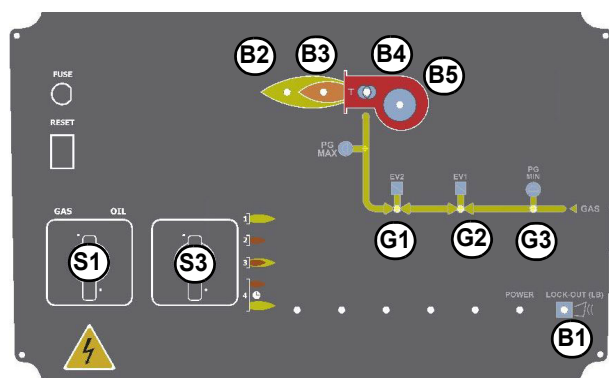 B2 B3 B4
B5
FUSE
RESET
T
PG
MAX
EV2 EV1 PG
MIN
GAS
G1 G2 G3
GAS OIL
S1 S3
1
2
3
4
POWER LOCK-OUT (LB)
B1